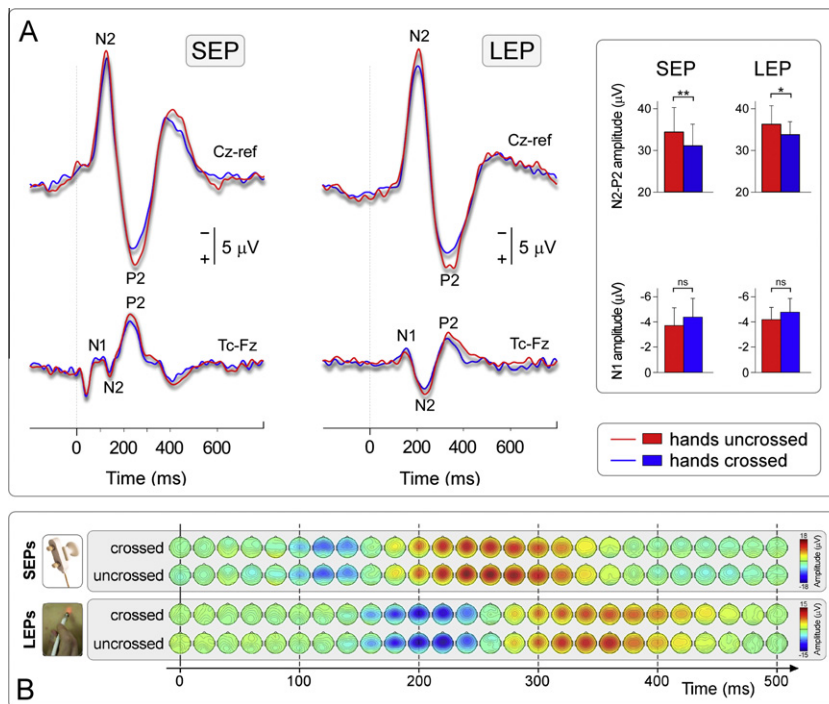 A
N2
SEP
Cz-ref
−
+
5 µV
P2
P2
N1
N2
Tc-Fz
0 200 400 600
Time (ms)
N2
LEP
Cz-ref
−
+
5 µV
P2
N1
P2
N2
Tc-Fz
0 200 400 600
Time (ms)
SEP LEP
N2-P2 amplitude (µV)
40
30
20
**
40
30
20
*
N1 amplitude (µV)
-6
-4
-2
0
ns
-6
-4
-2
0
ns
hands uncrossed
hands crossed
SEPs
crossed
uncrossed
18
-18
Amplitude (µV)
LEPs
crossed
uncrossed
15
-15
Amplitude (µV)
0 100 200 300 400 500
Time (ms)
B